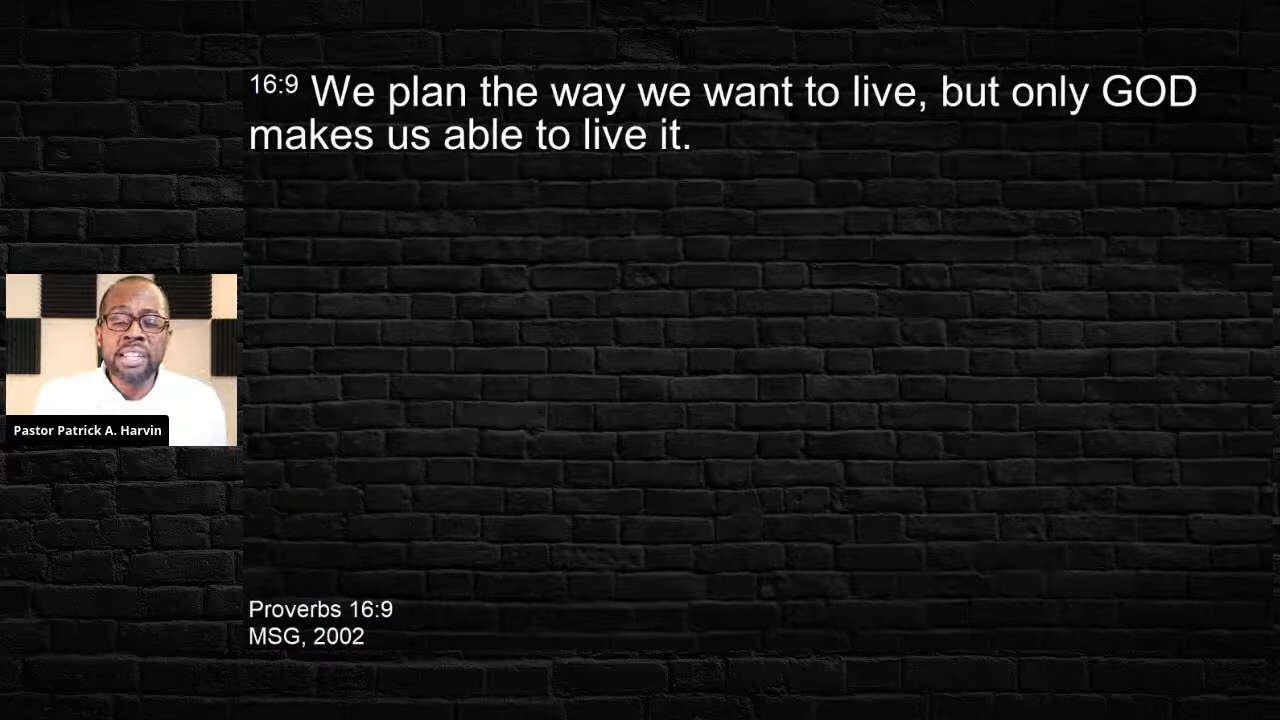 16:9 We plan the way we want to live, but only GOD
makes us able to live it.
Pastor Patrick A. Harvin
Proverbs 16:9
MSG, 2002